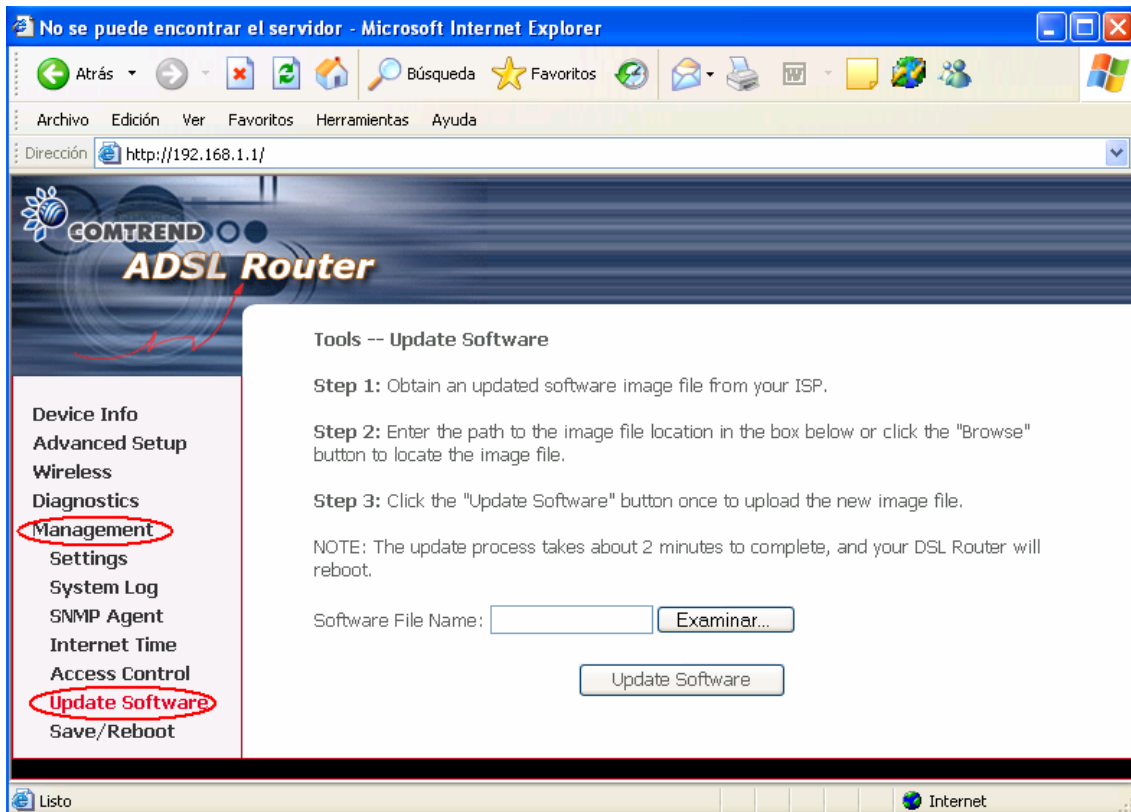 No se puede encontrar el servidor - Microsoft Internet Explorer
Atrás
Búsqueda
Favoritos
Archivo Edición Ver Favoritos Herramientas Ayuda
Dirección http://192.168.1.1/
COMTREND
ADSL Router
Device Info
Advanced Setup
Wireless
Diagnostics
Management
Settings
System Log
SNMP Agent
Internet Time
Access Control
Update Software
Save/Reboot
Tools -- Update Software
Step 1: Obtain an updated software image file from your ISP.
Step 2: Enter the path to the image file location in the box below or click the "Browse"
button to locate the image file.
Step 3: Click the "Update Software" button once to upload the new image file.
NOTE: The update process takes about 2 minutes to complete, and your DSL Router will
reboot.
Software File Name: Examinar...
Update Software
Listo
Internet